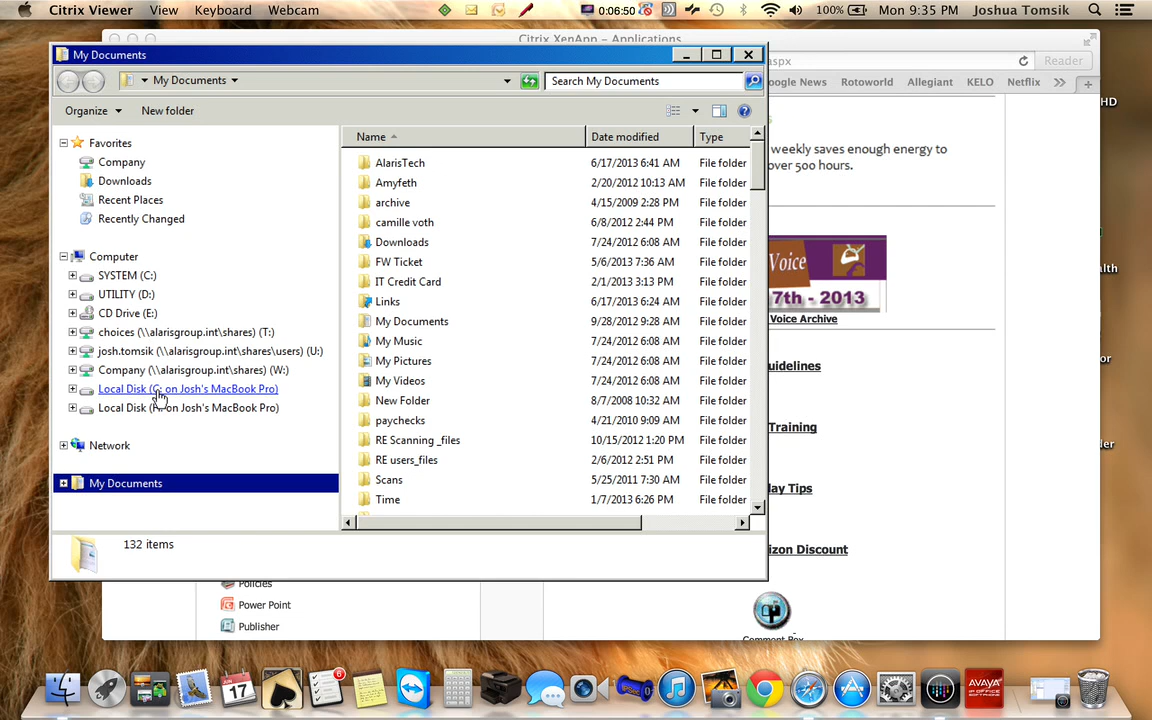 Citrix Viewer View Keyboard Webcam 0:06:50 100% Mon 9:35 PM Joshua Tomsik
Citrix XenApp - Applications
My Documents
aspx Reader
My Documents Search My Documents
oogle News Rotoworld Allegiant KELO Netflix
Organize New folder
HD
Name Date modified Type
Favorites
Company
Downloads
Recent Places
Recently Changed
Computer
SYSTEM (C:)
UTILITY (D:)
CD Drive (E:)
choices (\\alarisgroup.int\shares) (T:)
josh.tomsik (\\alarisgroup.int\shares\users) (U:)
Company (\\alarisgroup.int\shares) (W:)
Local Disk (C: on Josh's MacBook Pro)
Local Disk ( on Josh's MacBook Pro)
Network
My Documents
AlarisTech 6/17/2013 6:41 AM File folder
Amyfeth 2/20/2012 10:13 AM File folder
archive 4/15/2009 2:28 PM File folder
camille voth 6/8/2012 2:44 PM File folder
Downloads 7/24/2012 6:08 AM File folder
FW Ticket 5/6/2013 7:36 AM File folder
IT Credit Card 2/1/2013 3:13 PM File folder
Links 6/17/2013 6:24 AM File folder
My Documents 9/28/2012 9:28 AM File folder
My Music 7/24/2012 6:08 AM File folder
My Pictures 7/24/2012 6:08 AM File folder
My Videos 7/24/2012 6:08 AM File folder
New Folder 8/7/2008 10:32 AM File folder
paychecks 4/21/2010 9:09 AM File folder
RE Scanning _files 10/15/2012 1:20 PM File folder
RE users_files 2/6/2012 2:51 PM File folder
Scans 5/25/2011 7:30 AM File folder
Time 1/7/2013 6:26 PM File folder
132 items
weekly saves enough energy to
over 500 hours.
Voice
7th - 2013
Voice Archive
uidelines
Training
lay Tips
izon Discount
Comment Box
alth
or
der
Policies
Power Point
Publisher
JUN
17
6
AVAYA
IP OFFICE